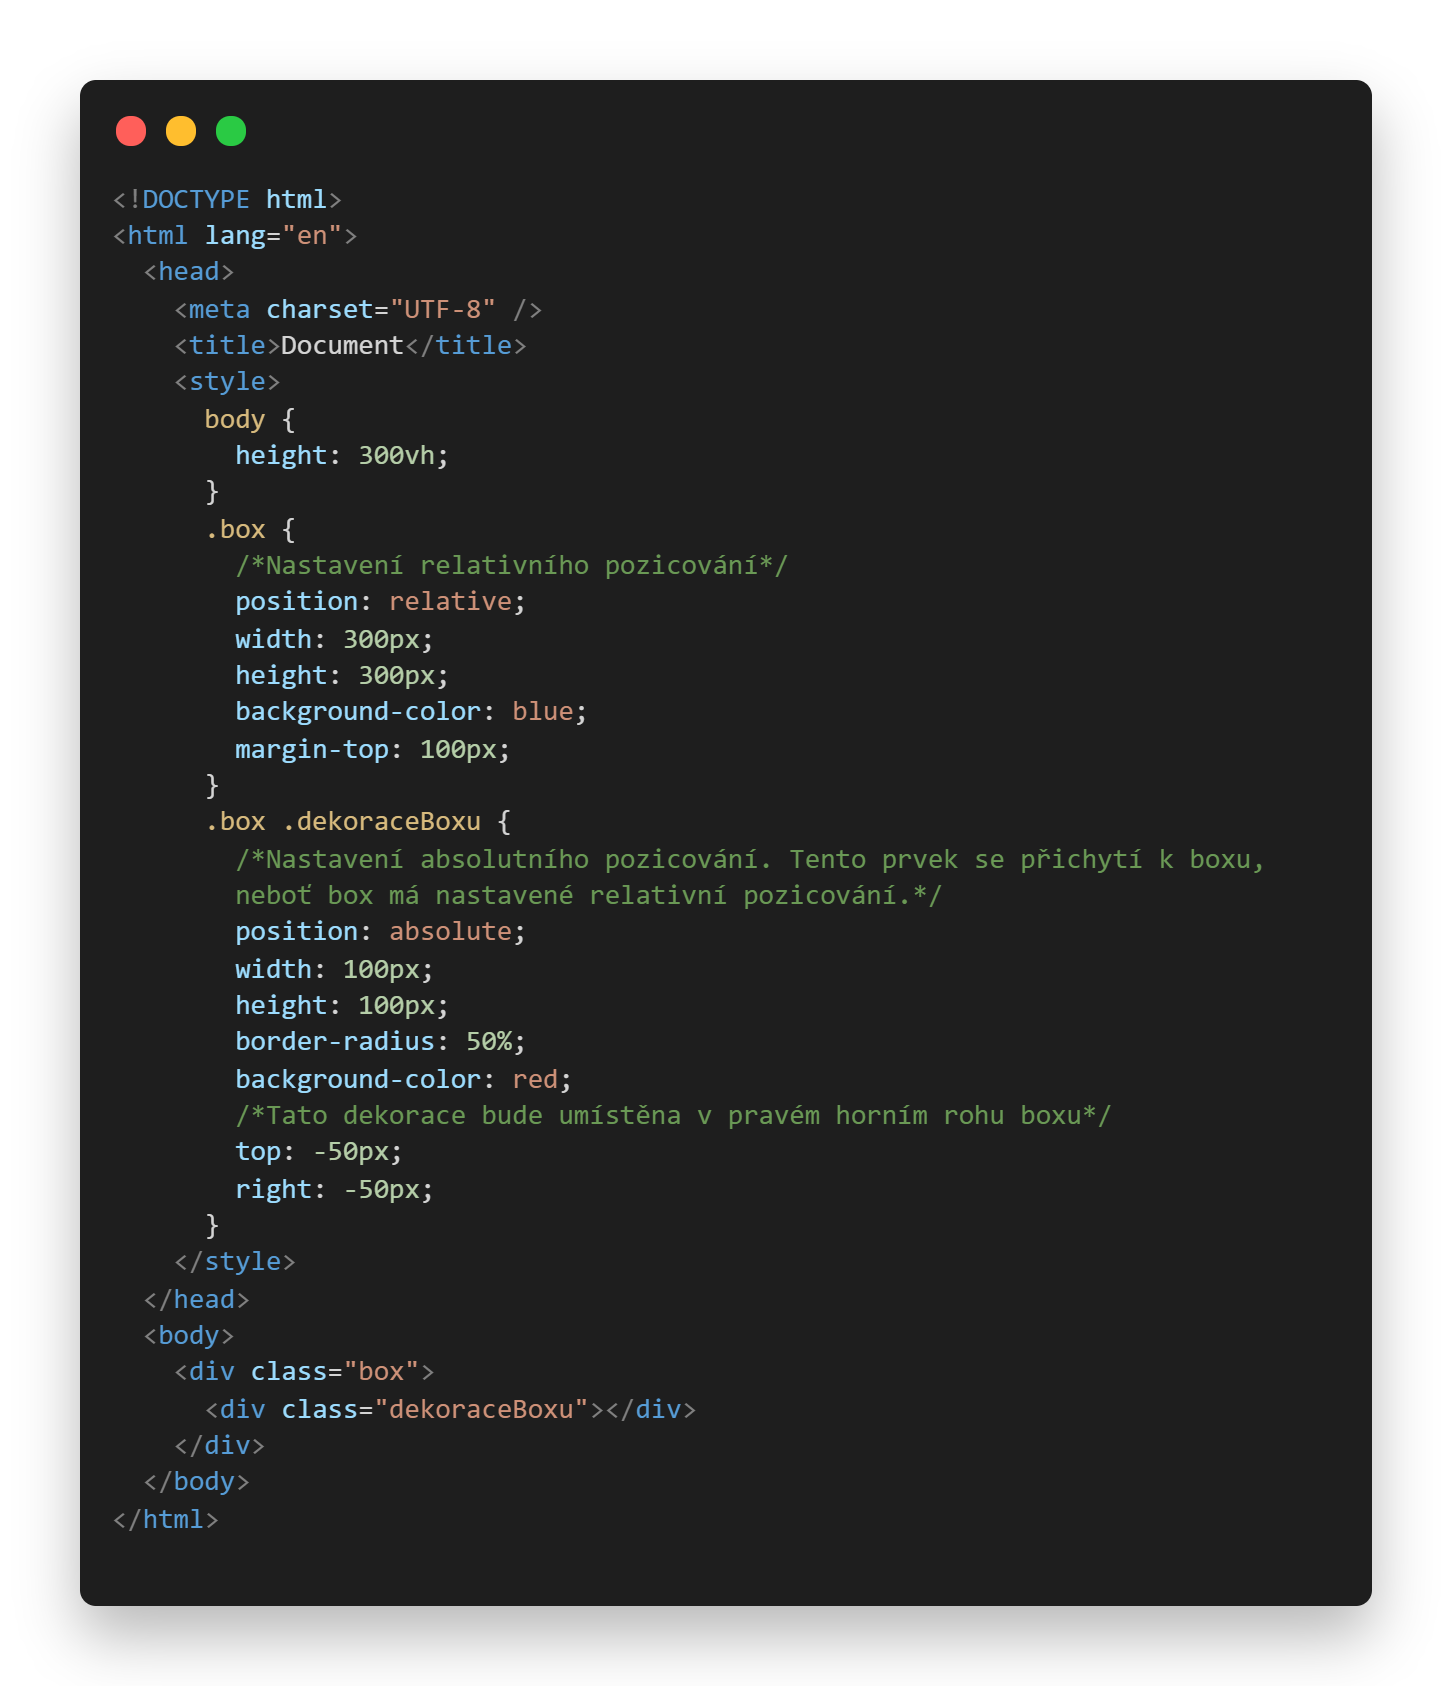 <!DOCTYPE html>
<html lang="en">
  <head>
    <meta charset="UTF-8" />
    <title>Document</title>
    <style>
      body {
        height: 300vh;
      }
      .box {
        /*Nastavení relativního pozicování*/
        position: relative;
        width: 300px;
        height: 300px;
        background-color: blue;
        margin-top: 100px;
      }
      .box .dekoraceBoxu {
        /*Nastavení absolutního pozicování. Tento prvek se přichytí k boxu,
        neboť box má nastavené relativní pozicování.*/
        position: absolute;
        width: 100px;
        height: 100px;
        border-radius: 50%;
        background-color: red;
        /*Tato dekorace bude umístěna v pravém horním rohu boxu*/
        top: -50px;
        right: -50px;
      }
    </style>
  </head>
  <body>
    <div class="box">
      <div class="dekoraceBoxu"></div>
    </div>
  </body>
</html>